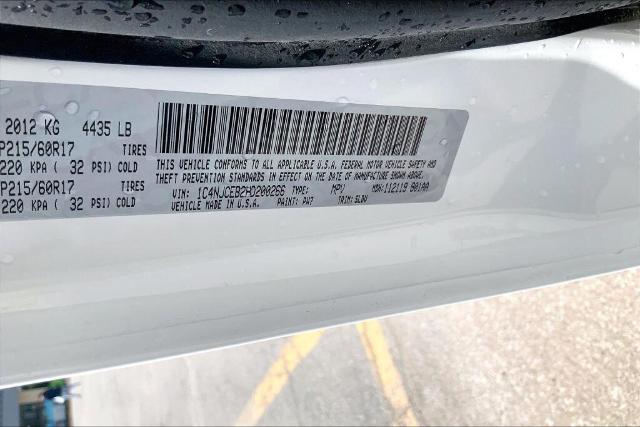 2012 KG 4435 LB
P215/60R17 TIRES
220 KPA ( 32 PSI) COLD
P215/60R17 TIRES
220 KPA ( 32 PSI) COLD
THIS VEHICLE CONFORMS TO ALL APPLICABLE U.S.A. FEDERAL MOTOR VEHICLE SAFETY AND
THEFT PREVENTION STANDARDS IN EFFECT ON THE DATE OF MANUFACTURE SHOWN ABOVE.
VIN: 1C4NJCEB2HD200266 TYPE: MPV MDH: 112119
VEHICLE MADE IN U.S.A. PAINT: PW7 TRIM: